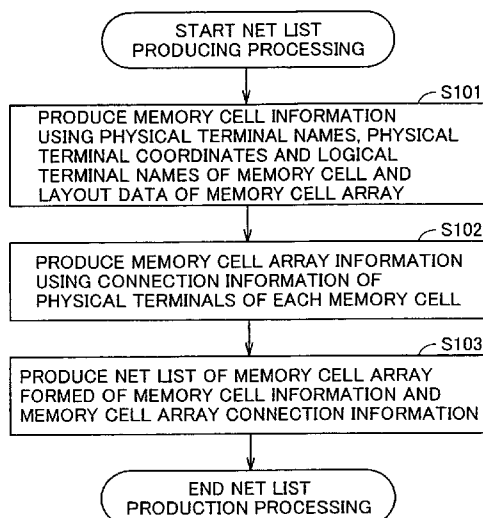 START NET LIST
PRODUCING PROCESSING
S101
PRODUCE MEMORY CELL INFORMATION
USING PHYSICAL TERMINAL NAMES, PHYSICAL
TERMINAL COORDINATES AND LOGICAL
TERMINAL NAMES OF MEMORY CELL AND
LAYOUT DATA OF MEMORY CELL ARRAY
S102
PRODUCE MEMORY CELL ARRAY INFORMATION
USING CONNECTION INFORMATION OF
PHYSICAL TERMINALS OF EACH MEMORY CELL
S103
PRODUCE NET LIST OF MEMORY CELL ARRAY
FORMED OF MEMORY CELL INFORMATION AND
MEMORY CELL ARRAY CONNECTION INFORMATION
END NET LIST
PRODUCTION PROCESSING